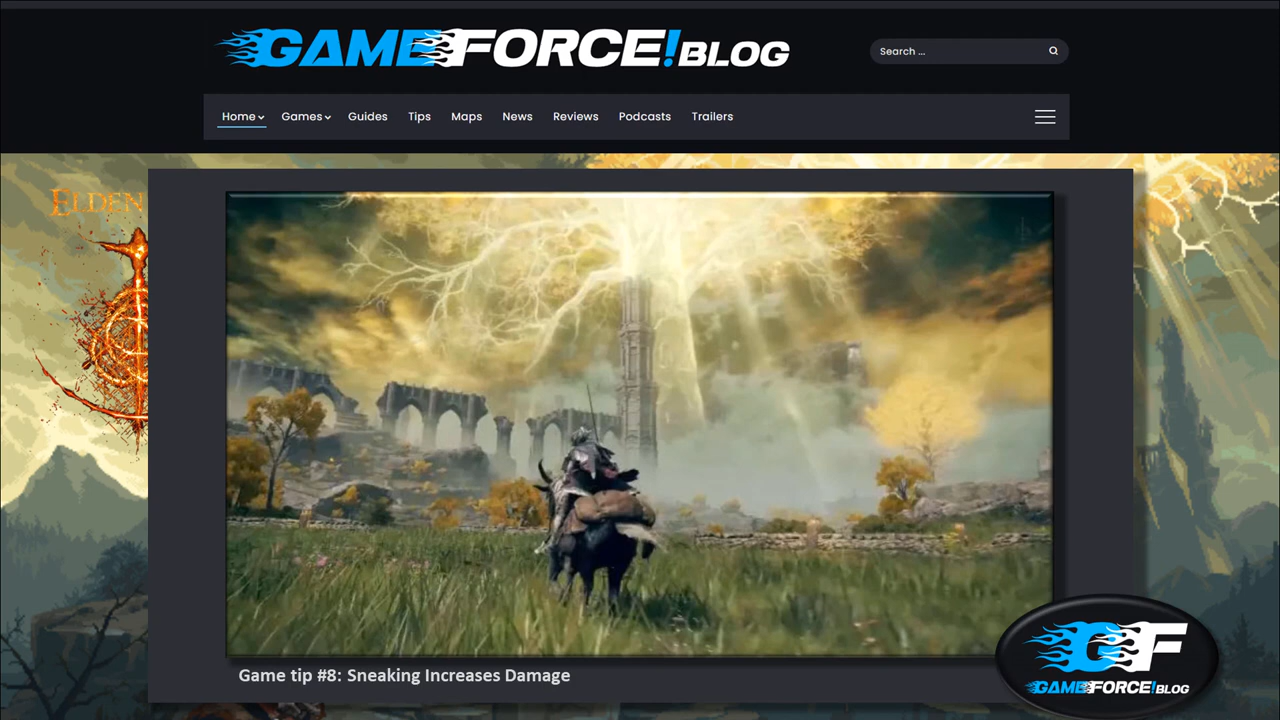 GAMEFORCE!BLOG
Search ...
Home Games Guides Tips Maps News Reviews Podcasts Trailers
ELDEN
Game tip #8: Sneaking Increases Damage
GF
GAMEFORCE!BLOG